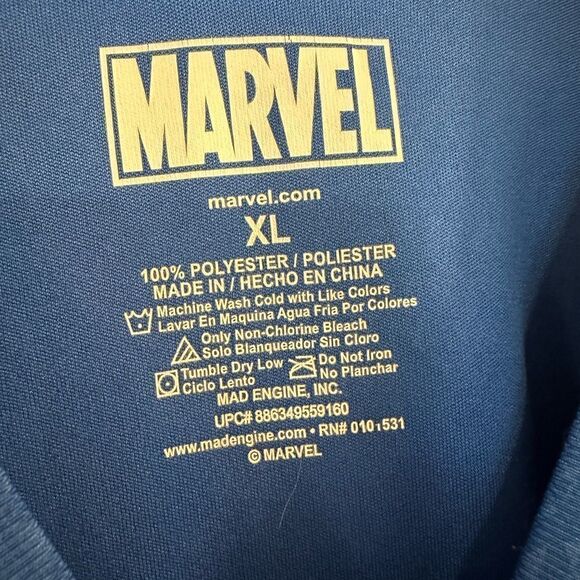 MARVEL
marvel.com
XL
100% POLYESTER / POLIESTER
MADE IN / HECHO EN CHINA
Machine Wash Cold with Like Colors
Lavar En Maquina Agua Fria Por Colores
Only Non-Chlorine Bleach
Solo Blanqueador Sin Cloro
Tumble Dry Low
Ciclo Lento
Do Not Iron
No Planchar
MAD ENGINE, INC.
UPC# 886349559160
www.madengine.com • RN# 0101531
© MARVEL